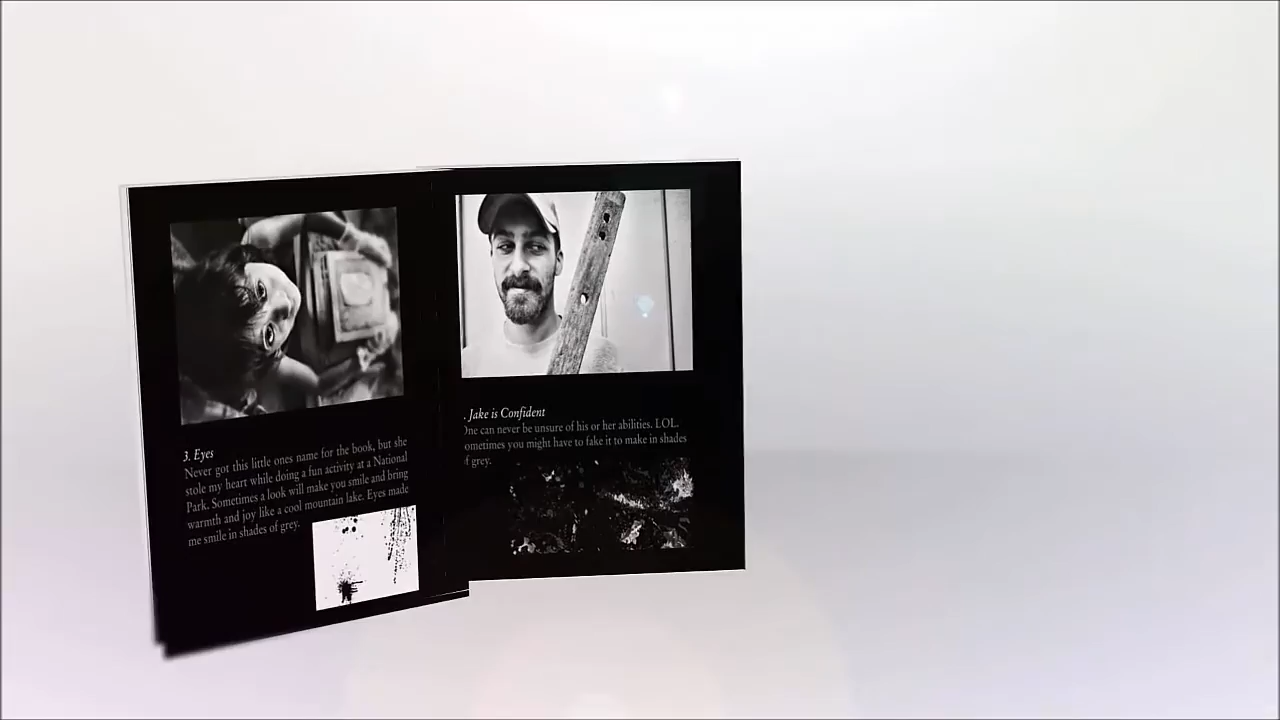 3. Eyes
Never got this little ones name for the book, but she
stole my heart while doing a fun activity at a National
Park. Sometimes a look will make you smile and bring
warmth and joy like a cool mountain lake. Eyes made
me smile in shades of grey.
. Jake is Confident
One can never be unsure of his or her abilities. LOL.
ometimes you might have to fake it to make in shades
of grey.